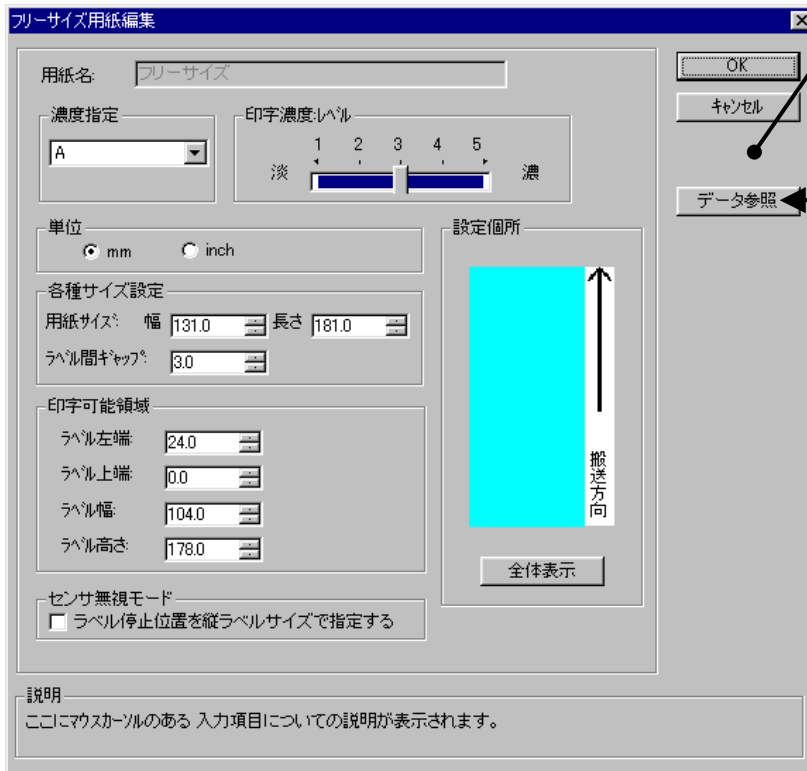 フリーサイズ用紙編集
用紙名:
フリーサイズ
OK
キャンセル
データ参照
濃度指定
A
印字濃度:レベル
1 2 3 4 5
淡
濃
単位
mm
inch
各種サイズ設定
用紙サイズ: 幅 131.0 長さ 181.0
ラベル間ギャップ: 3.0
印字可能領域
ラベル左端: 24.0
ラベル上端: 0.0
ラベル幅: 104.0
ラベル高さ: 178.0
設定個所
搬送方向
全体表示
センサ無視モード
ラベル停止位置を縦ラベルサイズで指定する
説明
ここにマウスカーソルのある 入力項目についての説明が表示されます。